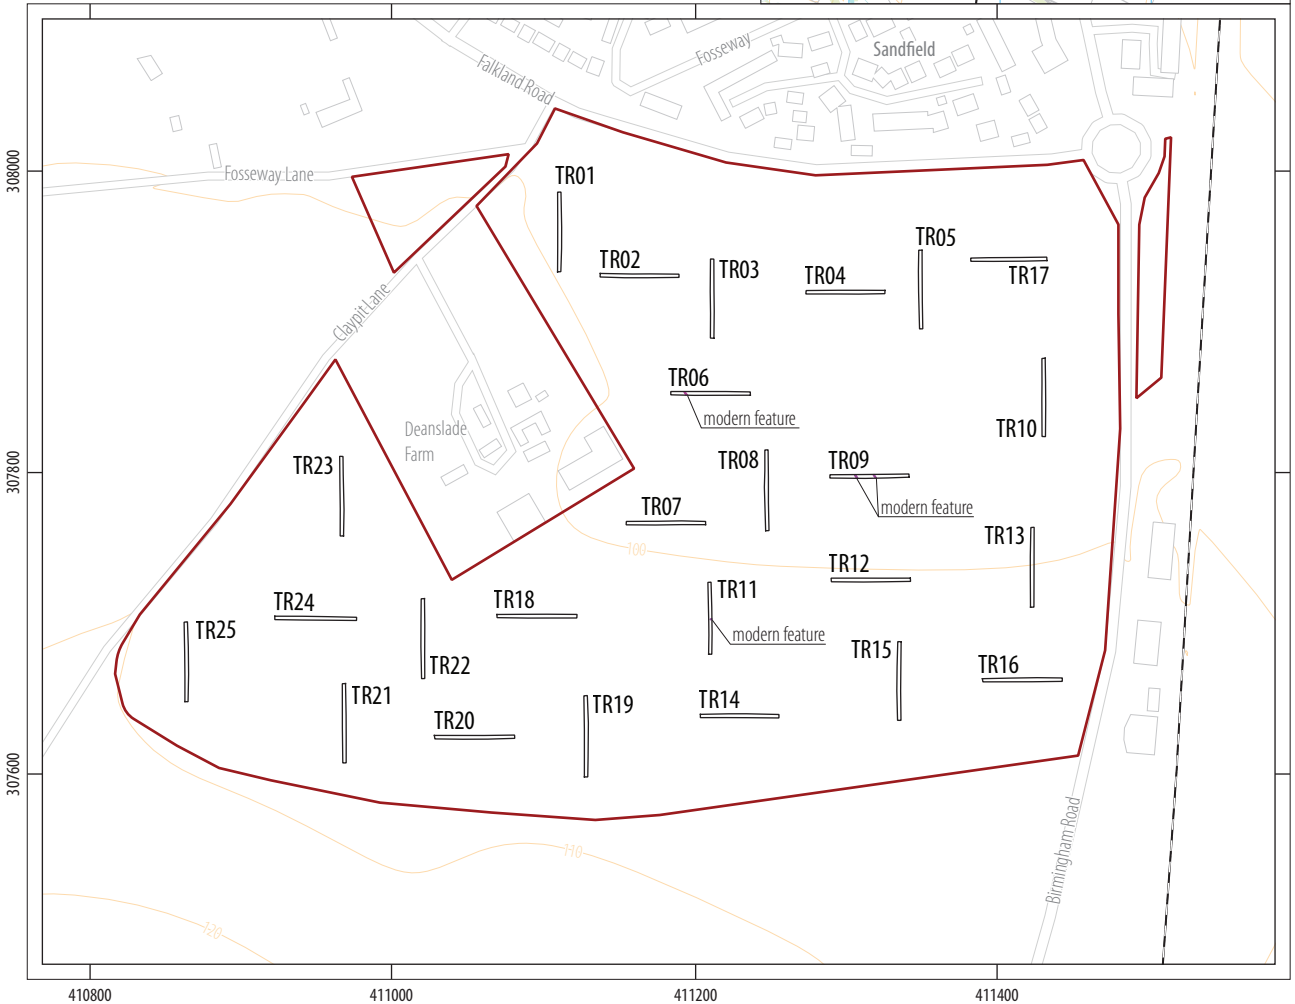 Sandfield
Fosseway
Falkland Road
308000
Fosseway Lane
TR01
TR05
TR02
TR03
TR04
TR17
Claypit Lane
TR06
modern feature
Deanslade
Farm
TR10
307800
TR23
TR08
TR09
TR07
modern feature
TR13
100
TR12
TR24
TR18
TR11
TR25
modern feature
TR22
TR15
TR16
TR21
TR19
TR14
TR20
307600
Birmingham Road
110
120
410800
411000
411200
411400